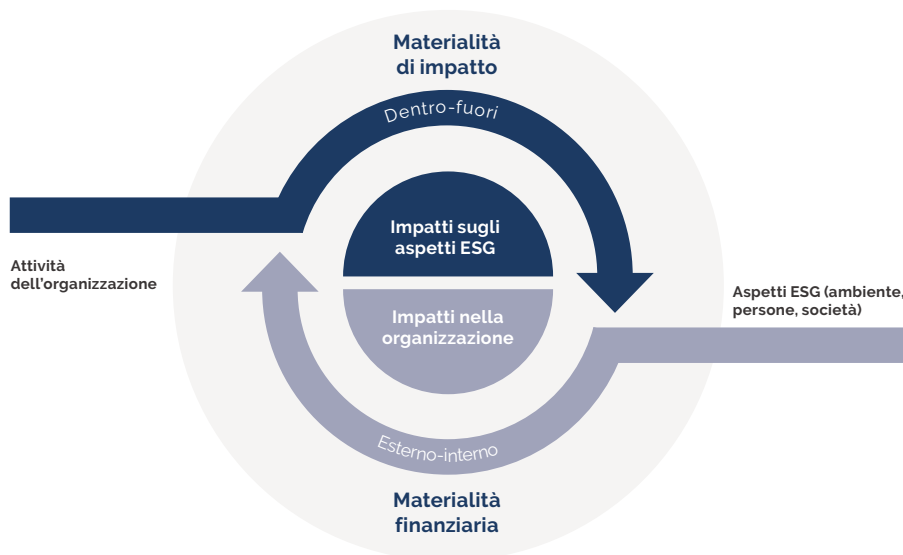 Materialità
di impatto
Dentro-fuori
Impatti sugli
aspetti ESG
Attività
dell'organizzazione
Impatti nella
organizzazione
Aspetti ESG (ambiente,
persone, società)
Esterno-interno
Materialità
finanziaria